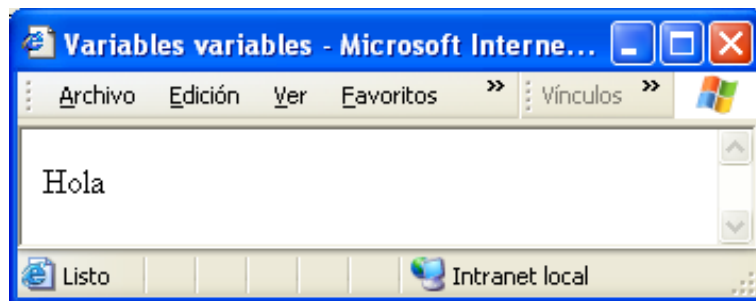 Variables variables - Microsoft Interne...
Archivo Edición Ver Favoritos » Vínculos »
Hola
Listo Intranet local